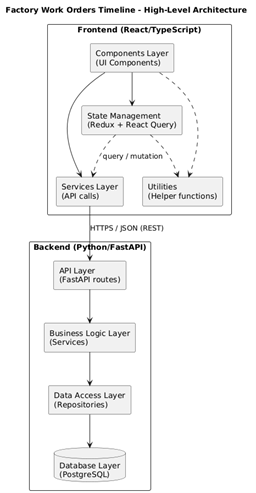 Factory Work Orders Timeline - High-Level Architecture
Frontend (React/TypeScript)
Components Layer
(UI Components)
State Management
(Redux + React Query)
query / mutation
Services Layer
(API calls)
Utilities
(Helper functions)
HTTPS / JSON (REST)
Backend (Python/FastAPI)
API Layer
(FastAPI routes)
Business Logic Layer
(Services)
Data Access Layer
(Repositories)
Database Layer
(PostgreSQL)